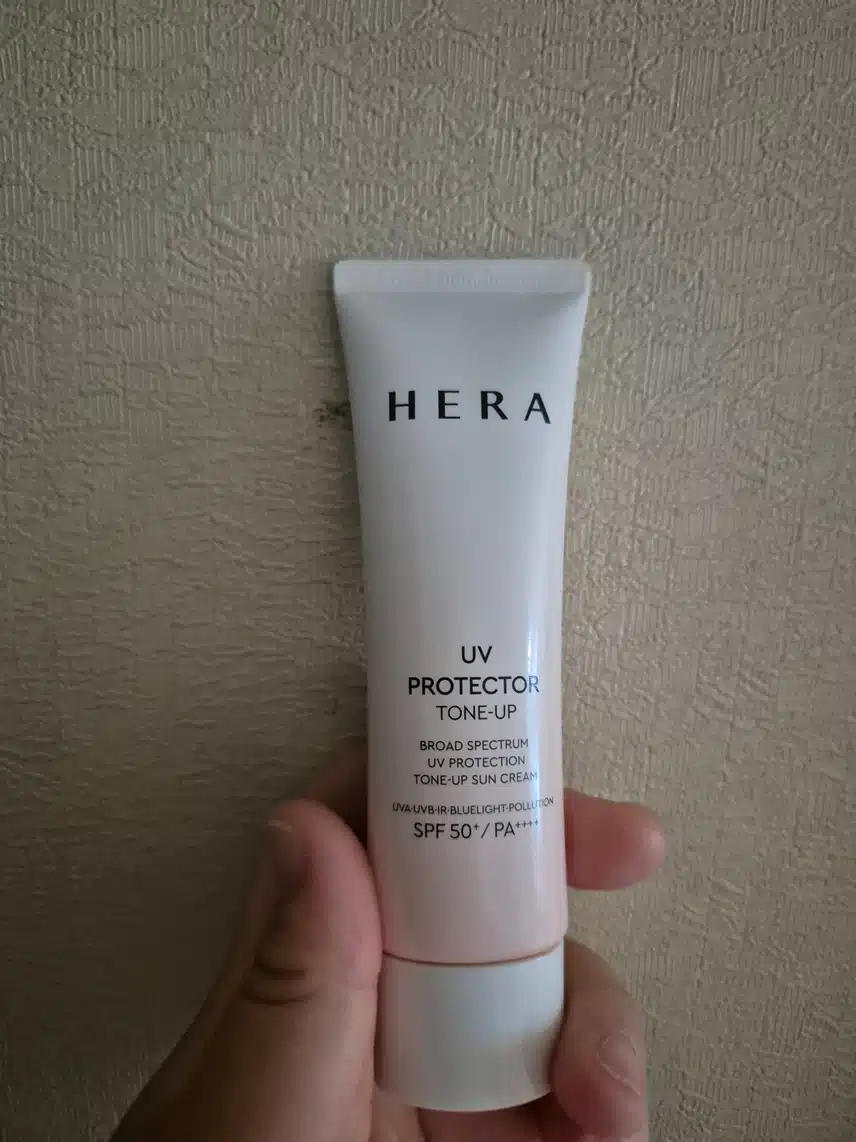 HERA
UV
PROTECTOR
TONE-UP
BROAD SPECTRUM
UV PROTECTION
TONE-UP SUN CREAM
UVA·UVB·IR·BLUELIGHT·POLLUTION
SPF 50⁺/ PA⁺⁺⁺⁺